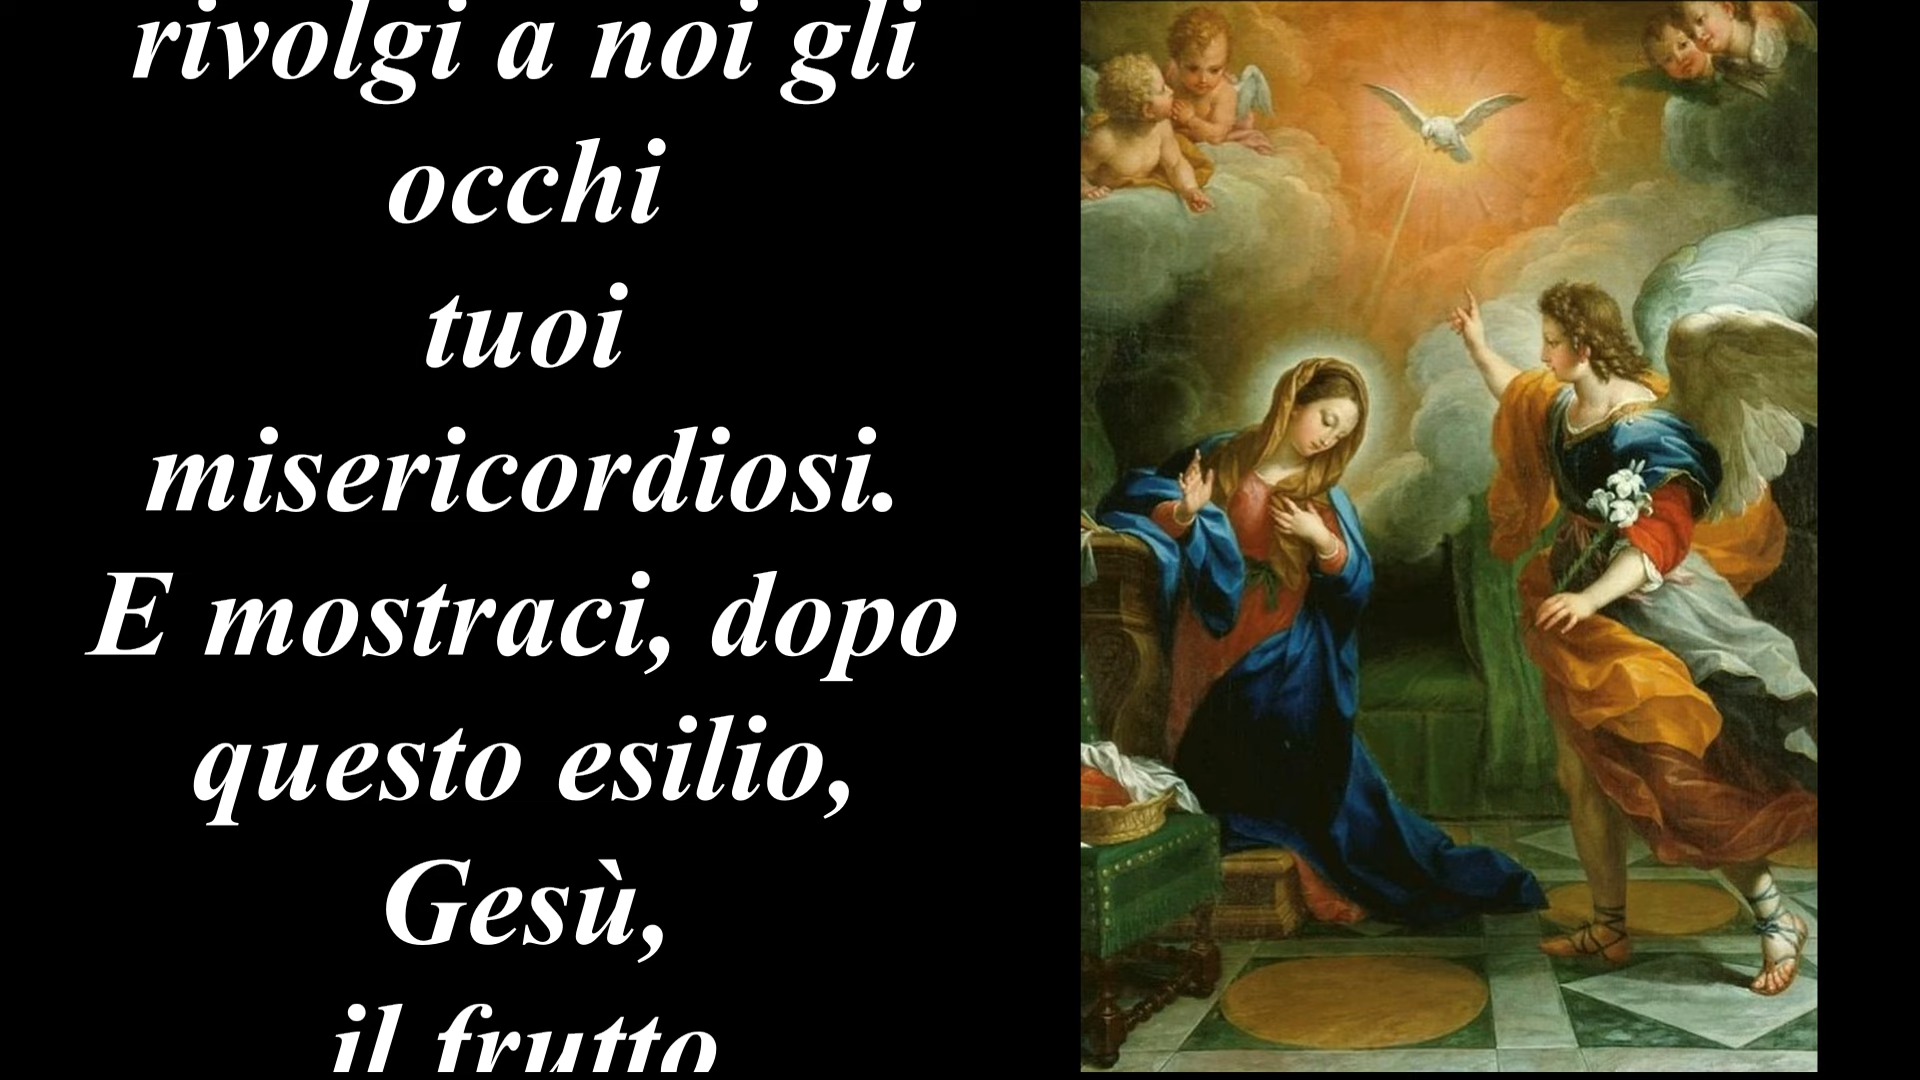 rivolgi a noi gli
occhi
tuoi
misericordiosi.
E mostraci, dopo
questo esilio,
Gesù,
il frutto